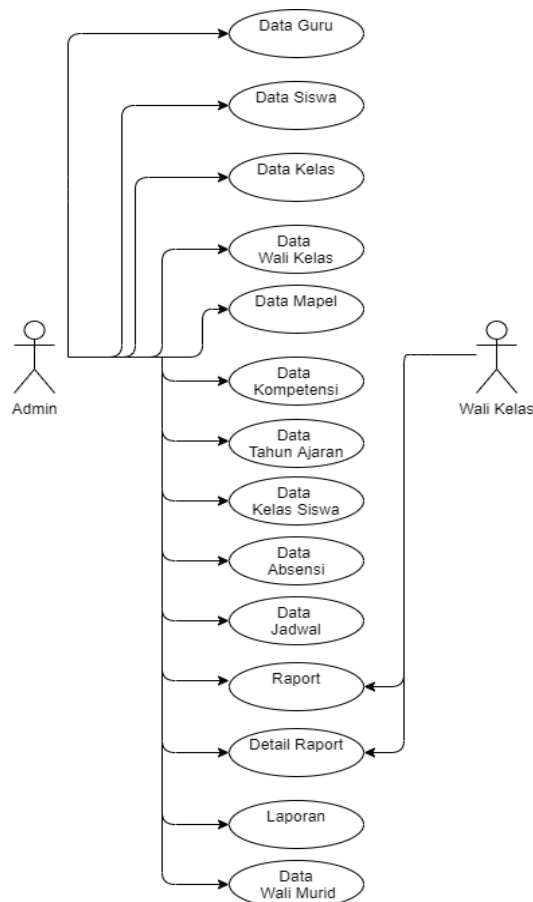 Data Guru
Data Siswa
Data Kelas
Data
Wali Kelas
Data Mapel
Admin
Wali Kelas
Data
Kompetensi
Data
Tahun Ajaran
Data
Kelas Siswa
Data
Absensi
Data
Jadwal
Raport
Detail Raport
Laporan
Data
Wali Murid